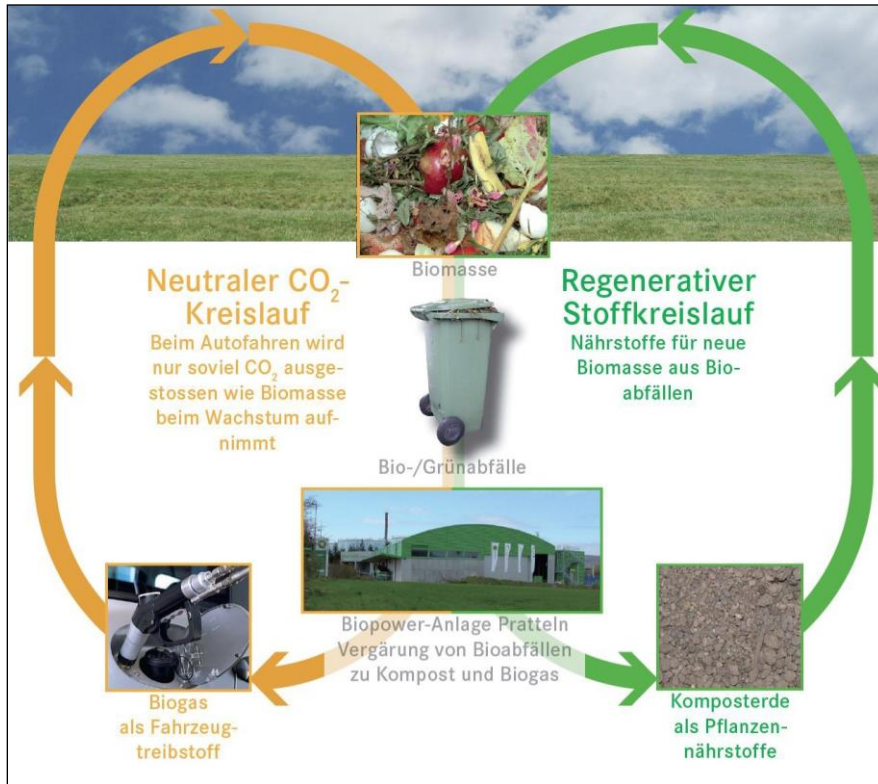 Biomasse
Neutraler CO₂-
Kreislauf
Beim Autofahren wird
nur soviel CO₂ ausge-
stossen wie Biomasse
beim Wachstum auf-
nimmt
Regenerativer
Stoffkreislauf
Nährstoffe für neue
Biomasse aus Bio-
abfällen
Bio-/Grünabfälle
Biopower-Anlage Pratteln
Vergärung von Bioabfällen
zu Kompost und Biogas
Biogas
als Fahrzeug-
treibstoff
Komposterde
als Pflanzen-
nährstoffe